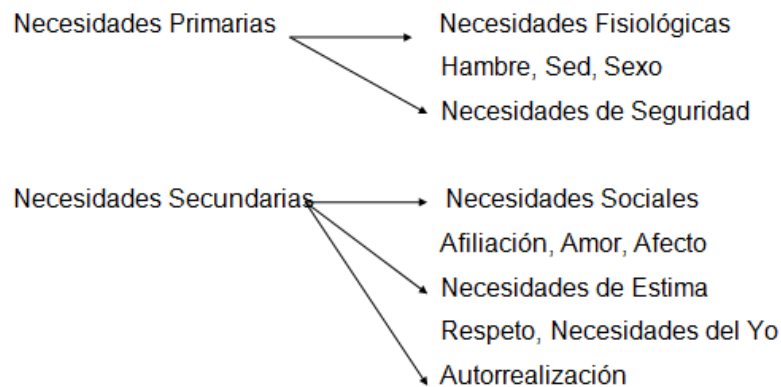 Necesidades Primarias
Necesidades Fisiológicas
Hambre, Sed, Sexo
Necesidades de Seguridad
Necesidades Secundarias
Necesidades Sociales
Afiliación, Amor, Afecto
Necesidades de Estima
Respeto, Necesidades del Yo
Autorrealización